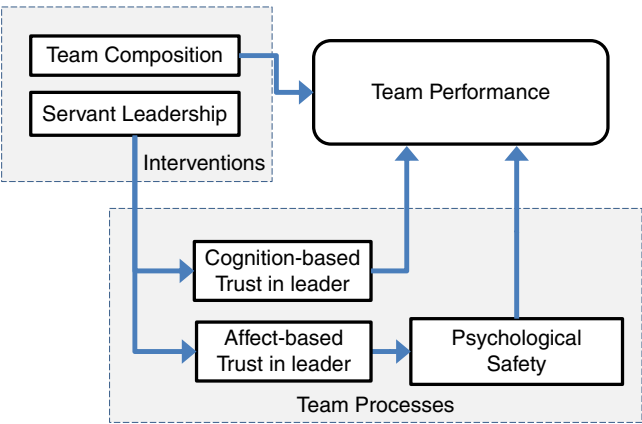 Team Composition
Servant Leadership
Interventions
Team Performance
Cognition-based
Trust in leader
Affect-based
Trust in leader
Psychological
Safety
Team Processes